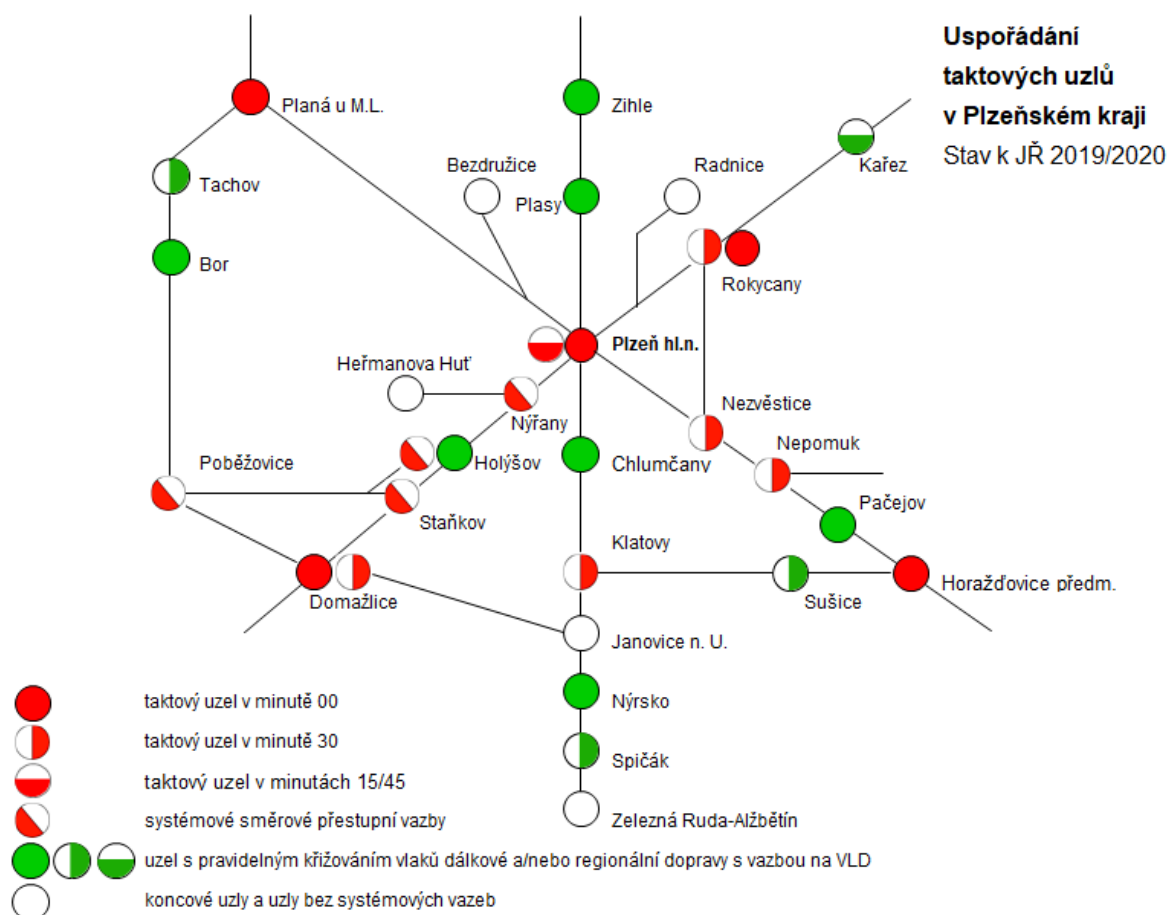 Uspořádání
taktových uzlů
v Plzeňském kraji
Stav k JŘ 2019/2020
Planá u M.L.
Zihle
Kařez
Bezdružice
Radnice
Tachov
Plasy
Bor
Rokycany
Plzeň hl.n.
Heřmanova Huť
Nezvěstice
Nýřany
Nepomuk
Poběžovice
Holýšov
Chlumčany
Pačejov
Staňkov
Klatovy
Horažďovice předm.
Domažlice
Sušice
Janovice n. U.
Nýrsko
Spičák
Zelezná Ruda-Alžbětín
taktový uzel v minutě 00
taktový uzel v minutě 30
taktový uzel v minutách 15/45
systémové směrové přestupní vazby
uzel s pravidelným křižováním vlaků dálkové a/nebo regionální dopravy s vazbou na VLD
koncové uzly a uzly bez systémových vazeb